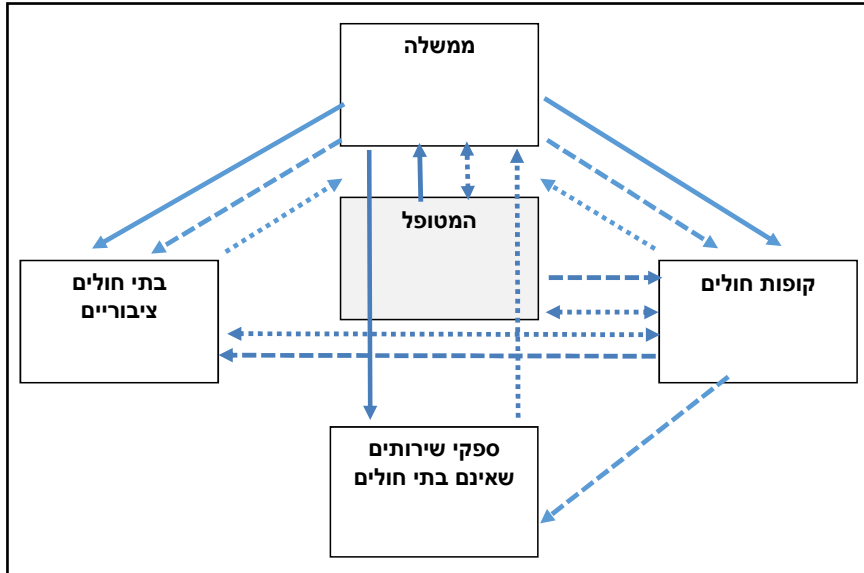 ממשלה
המטופל
בתי חולים
ציבוריים
קופות חולים
ספקי שירותים
שאינם בתי חולים